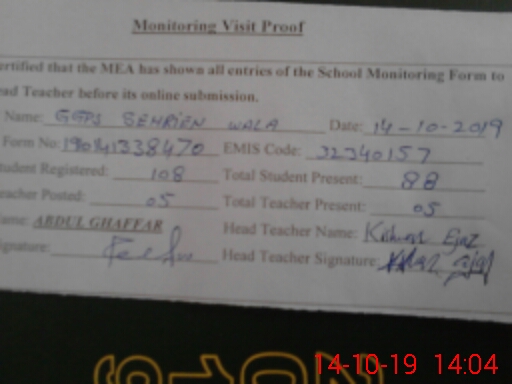 Monitoring Visit Proof
ertified that the MEA has shown all entries of the School Monitoring Form to
ead Teacher before its online submission.
Name: GGPS SEHRIEN WALA Date: 14-10-2019
Form No: 190141338470 EMIS Code: 32340157
tudent Registered: 108 Total Student Present: 88
eacher Posted: 05 Total Teacher Present: 05
ame: ABDUL GHAFFAR Head Teacher Name: Kishwar Ejaz
ignature: Head Teacher Signature:
14-10-19 14:04